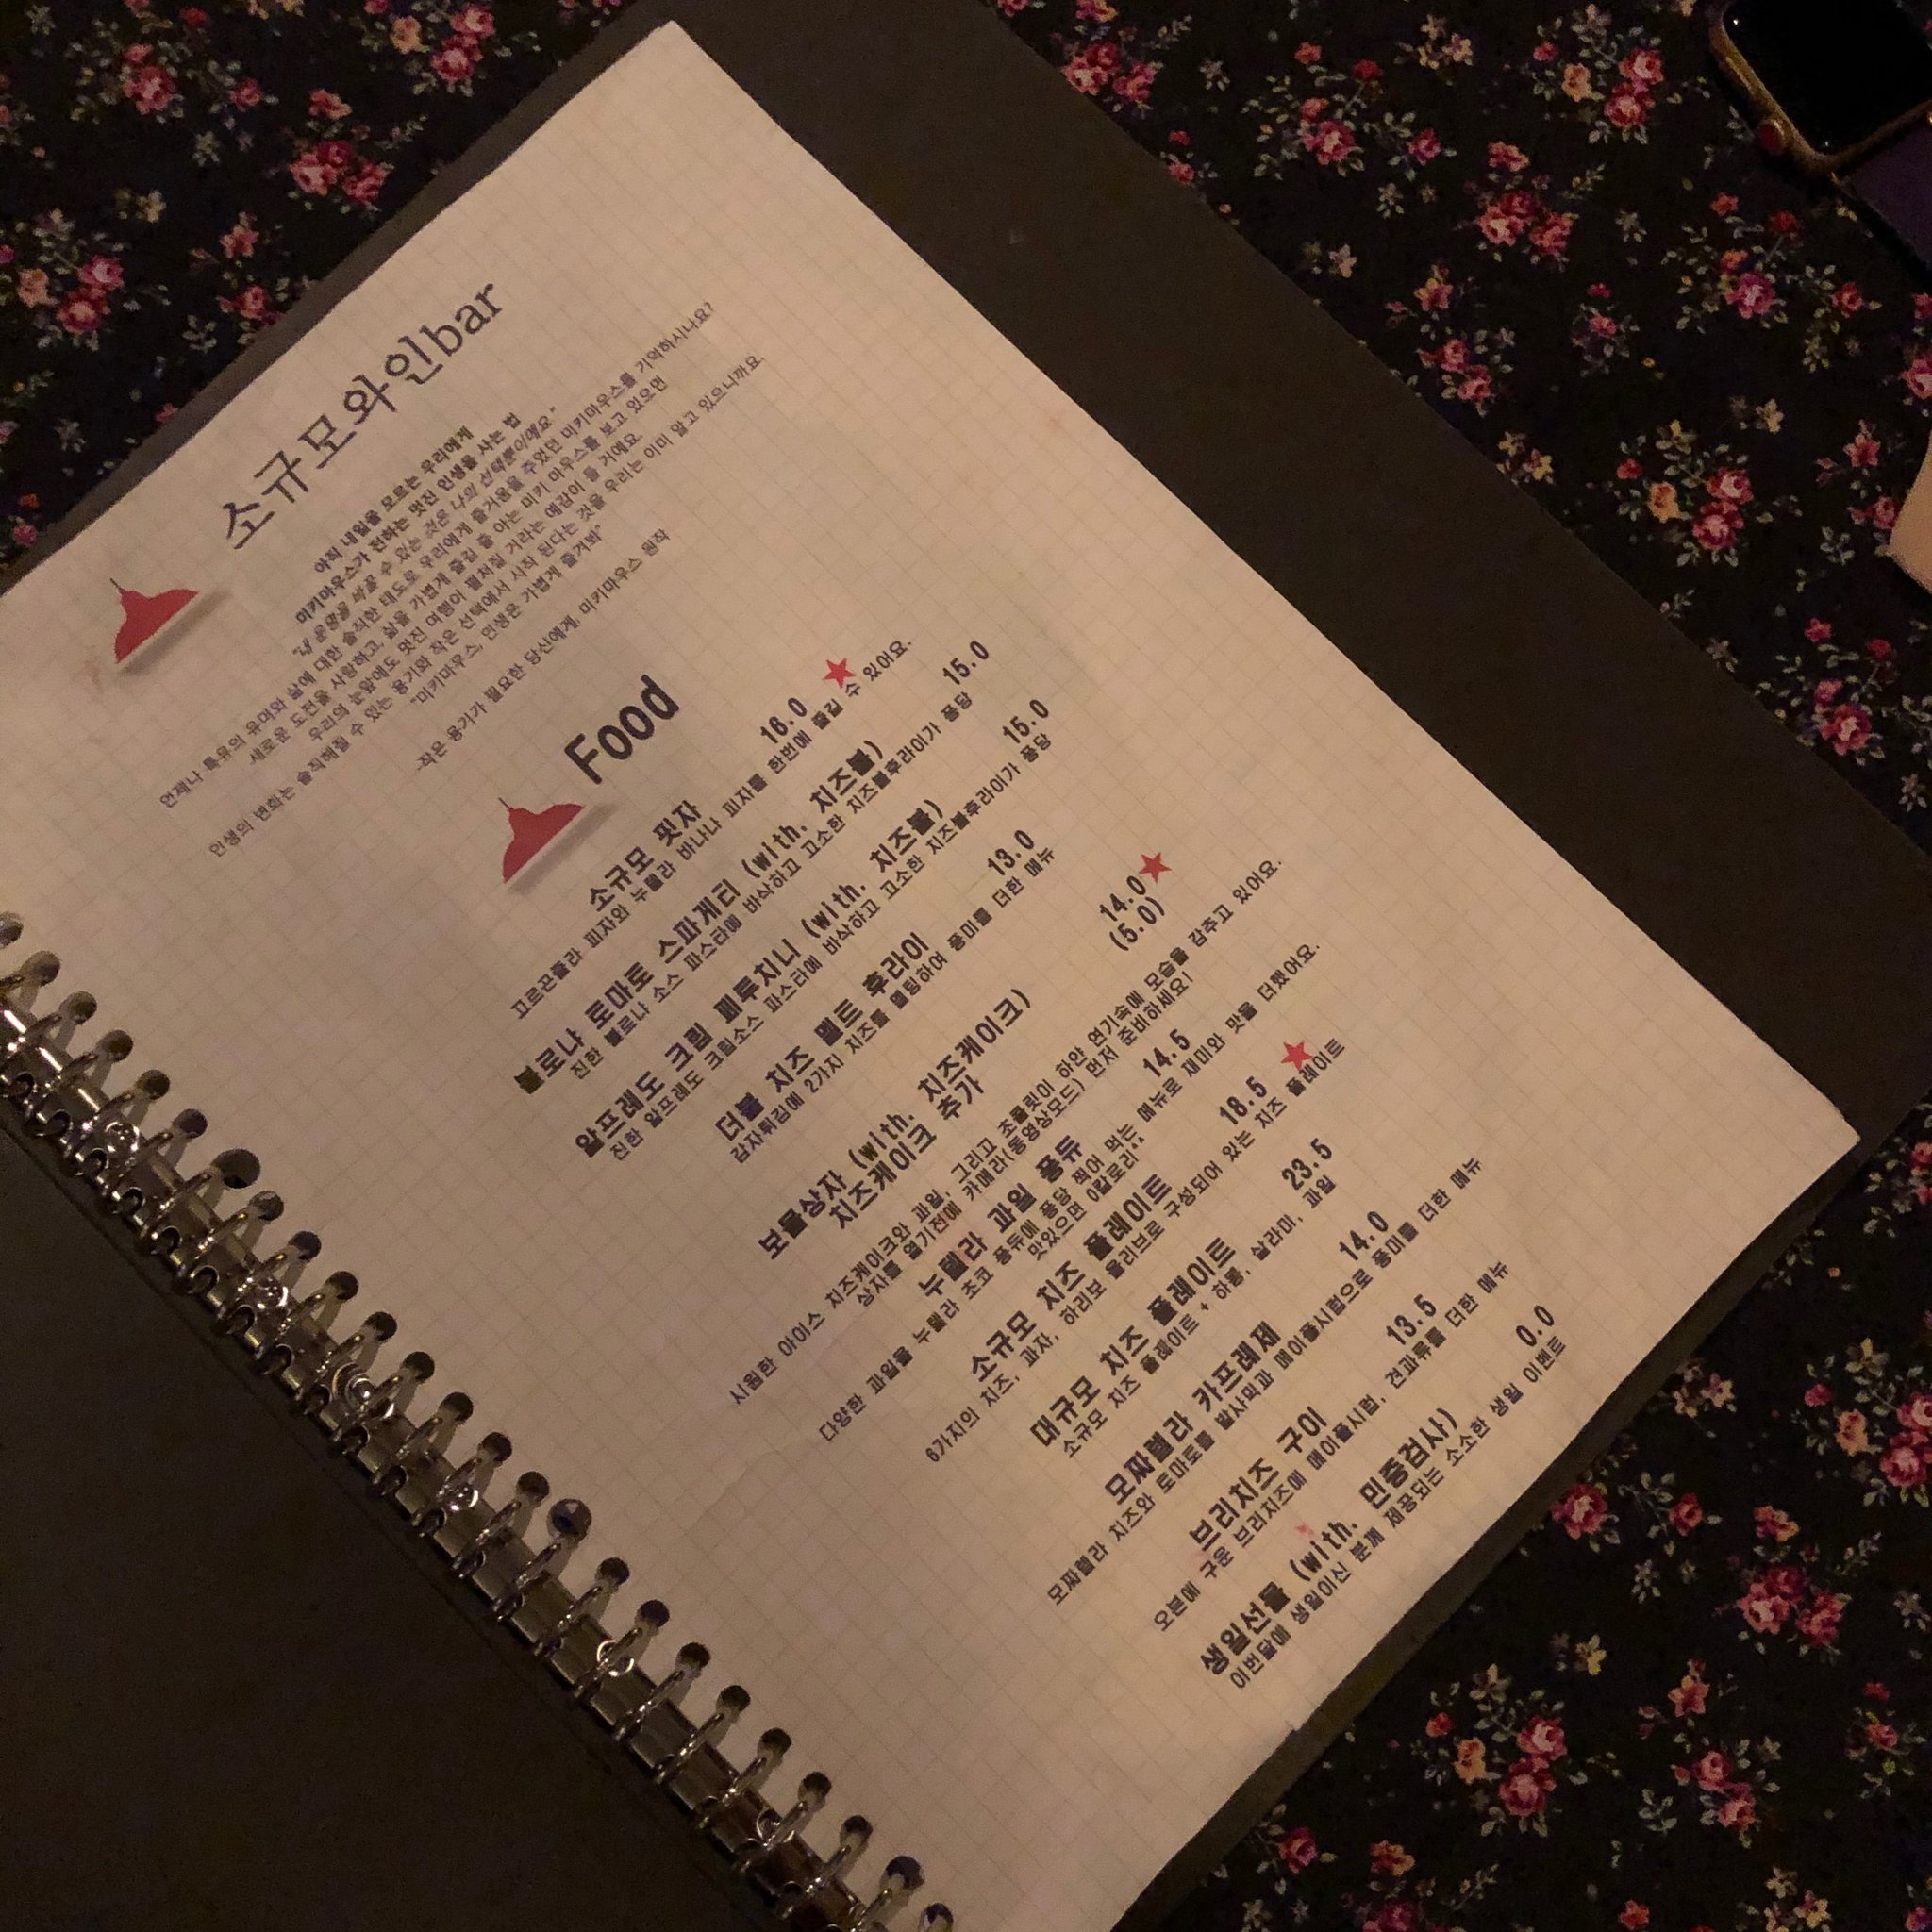 소규모와인bar
아직 내일을 모르는 우리에게
미키마우스가 전하는 멋진 인생을 사는 법
"내 운명을 바꿀 수 있는 것은 나의 선택뿐이에요"
언제나 특유의 유머와 삶에 대한 솔직한 태도로 우리에게 즐거움을 주었던 미키마우스를 기억하시나요?
새로운 도전을 사랑하고, 삶을 가볍게 즐길 줄 아는 미키 마우스를 보고 있으면
우리의 눈앞에도 멋진 여행이 펼쳐질 거라는 예감이 들 거예요.
인생의 변화는 솔직해질 수 있는 용기와 작은 선택에서 시작 된다는 것을 우리는 이미 알고 있으니까요.
"미키마우스, 인생은 가볍게 즐겨봐"
-작은 용기가 필요한 당신에게. 미키마우스 원작
Food
소규모 핏자 16.0
고르곤졸라 피자와 누텔라 바나나 피자를 한번에 즐길 수 있어요.
볼로냐 토마토 스파게티 (with. 치즈볼) 15.0
진한 볼로냐 소스 파스타에 바삭하고 고소한 치즈볼후라이가 퐁당
알프레도 크림 페투치니 (with. 치즈볼) 15.0
진한 알프레도 크림소스 파스타에 바삭하고 고소한 치즈볼후라이가 퐁당
더블 치즈 멜트 후라이 13.0
감자튀김에 2가지 치즈를 멜팅하여 풍미를 더한 메뉴
보물상자 (with. 치즈케이크) 14.0
치즈케이크 추가 (5.0)
시원한 아이스 치즈케이크와 과일, 그리고 초콜릿이 하얀 연기속에 모습을 감추고 있어요.
상자를 열기전에 카메라(동영상모드) 먼저 준비하세요!
누텔라 과일 퐁듀 14.5
다양한 과일을 누텔라 초코 퐁듀에 퐁당 찍어 먹는 메뉴로 재미와 맛을 더했어요.
맛있으면 0칼로리^^
소규모 치즈 플레이트 18.5
6가지의 치즈, 과자, 하리보 올리브로 구성되어 있는 치즈 플레이트
대규모 치즈 플레이트 23.5
소규모 치즈 플레이트 + 하몽, 살라미, 과일
모짜렐라 카프레제 14.0
모짜렐라 치즈와 토마토를 발사믹과 메이플시럽으로 풍미를 더한 메뉴
브리치즈 구이 13.5
오븐에 구운 브리치즈에 메이플시럽, 견과류를 더한 메뉴
생일선물 (with. 민증검사) 0.0
이번달에 생일이신 분께 제공되는 소소한 생일 이벤트